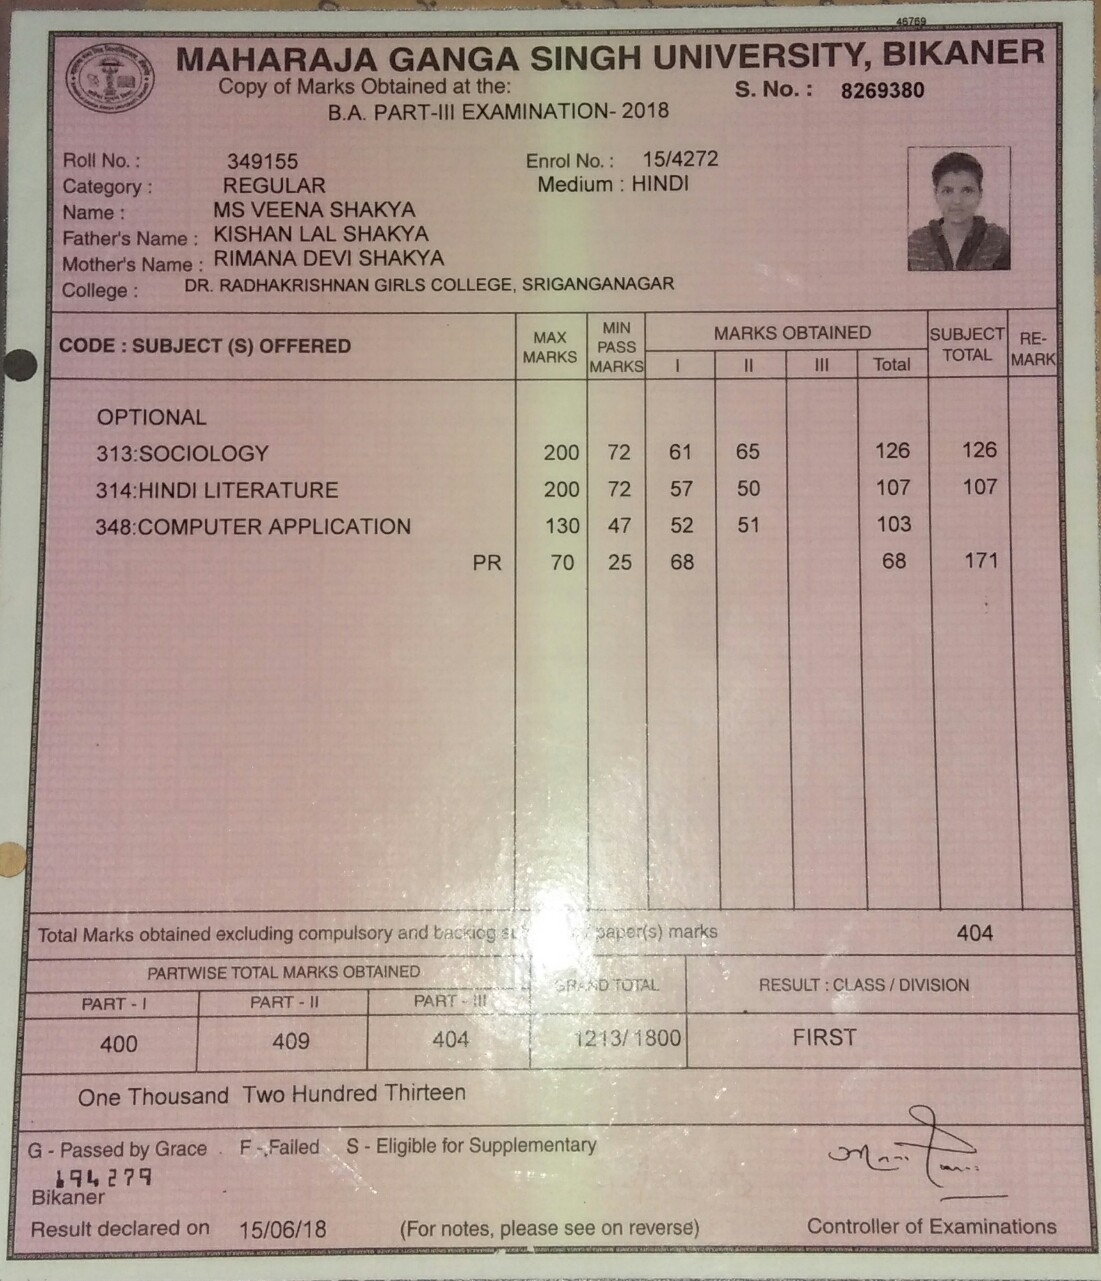 46769
MAHARAJA GANGA SINGH UNIVERSITY, BIKANER
Copy of Marks Obtained at the:
S. No. : 8269380
B.A. PART-III EXAMINATION- 2018
Roll No. : 349155 Enrol No. : 15/4272
Category : REGULAR Medium : HINDI
Name : MS VEENA SHAKYA
Father's Name : KISHAN LAL SHAKYA
Mother's Name : RIMANA DEVI SHAKYA
College : DR. RADHAKRISHNAN GIRLS COLLEGE, SRIGANGANAGAR
CODE : SUBJECT (S) OFFERED MAX MARKS MIN PASS MARKS MARKS OBTAINED SUBJECT TOTAL RE-MARK
I II III Total
OPTIONAL
313:SOCIOLOGY 200 72 61 65 126 126
314:HINDI LITERATURE 200 72 57 50 107 107
348:COMPUTER APPLICATION 130 47 52 51 103
PR 70 25 68 68 171
Total Marks obtained excluding compulsory and paper(s) marks 404
PARTWISE TOTAL MARKS OBTAINED GRAND TOTAL RESULT : CLASS / DIVISION
PART - I PART - II PART - III
400 409 404 1213/1800 FIRST
One Thousand Two Hundred Thirteen
G - Passed by Grace F - Failed S - Eligible for Supplementary
194279
Bikaner
Result declared on 15/06/18 (For notes, please see on reverse) Controller of Examinations